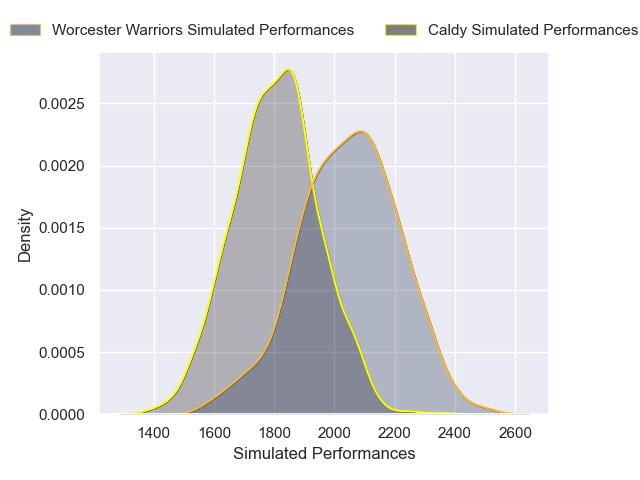 Worcester Warriors Simulated Performances Caldy Simulated Performances
0.0025
0.0020
0.0015
0.0010
0.0005
0.0000
Density
1400 1600 1800 2000 2200 2400 2600
Simulated Performances